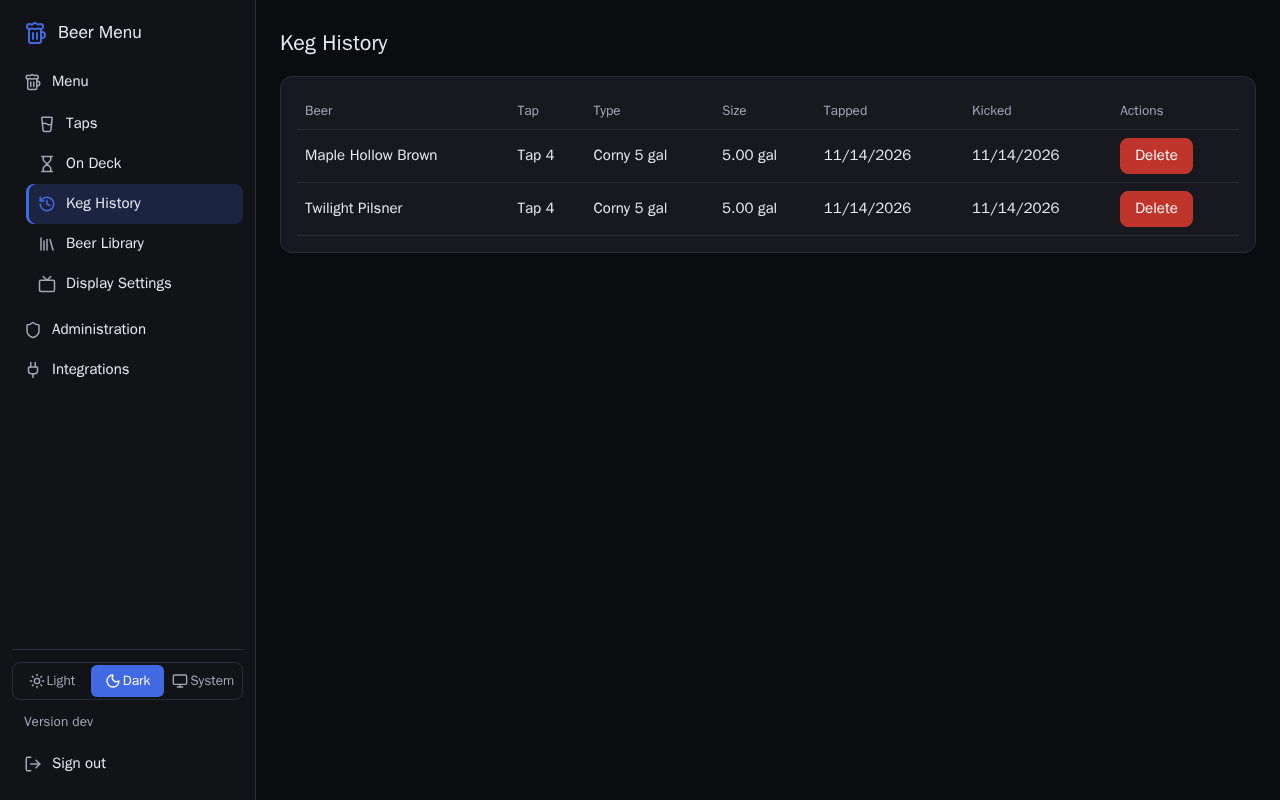 Beer Menu
Menu
Taps
On Deck
Keg History
Beer Library
Display Settings
Administration
Integrations
Light Dark System
Version dev
Sign out
Keg History
Beer Tap Type Size Tapped Kicked Actions
Maple Hollow Brown Tap 4 Corny 5 gal 5.00 gal 11/14/2026 11/14/2026 Delete
Twilight Pilsner Tap 4 Corny 5 gal 5.00 gal 11/14/2026 11/14/2026 Delete